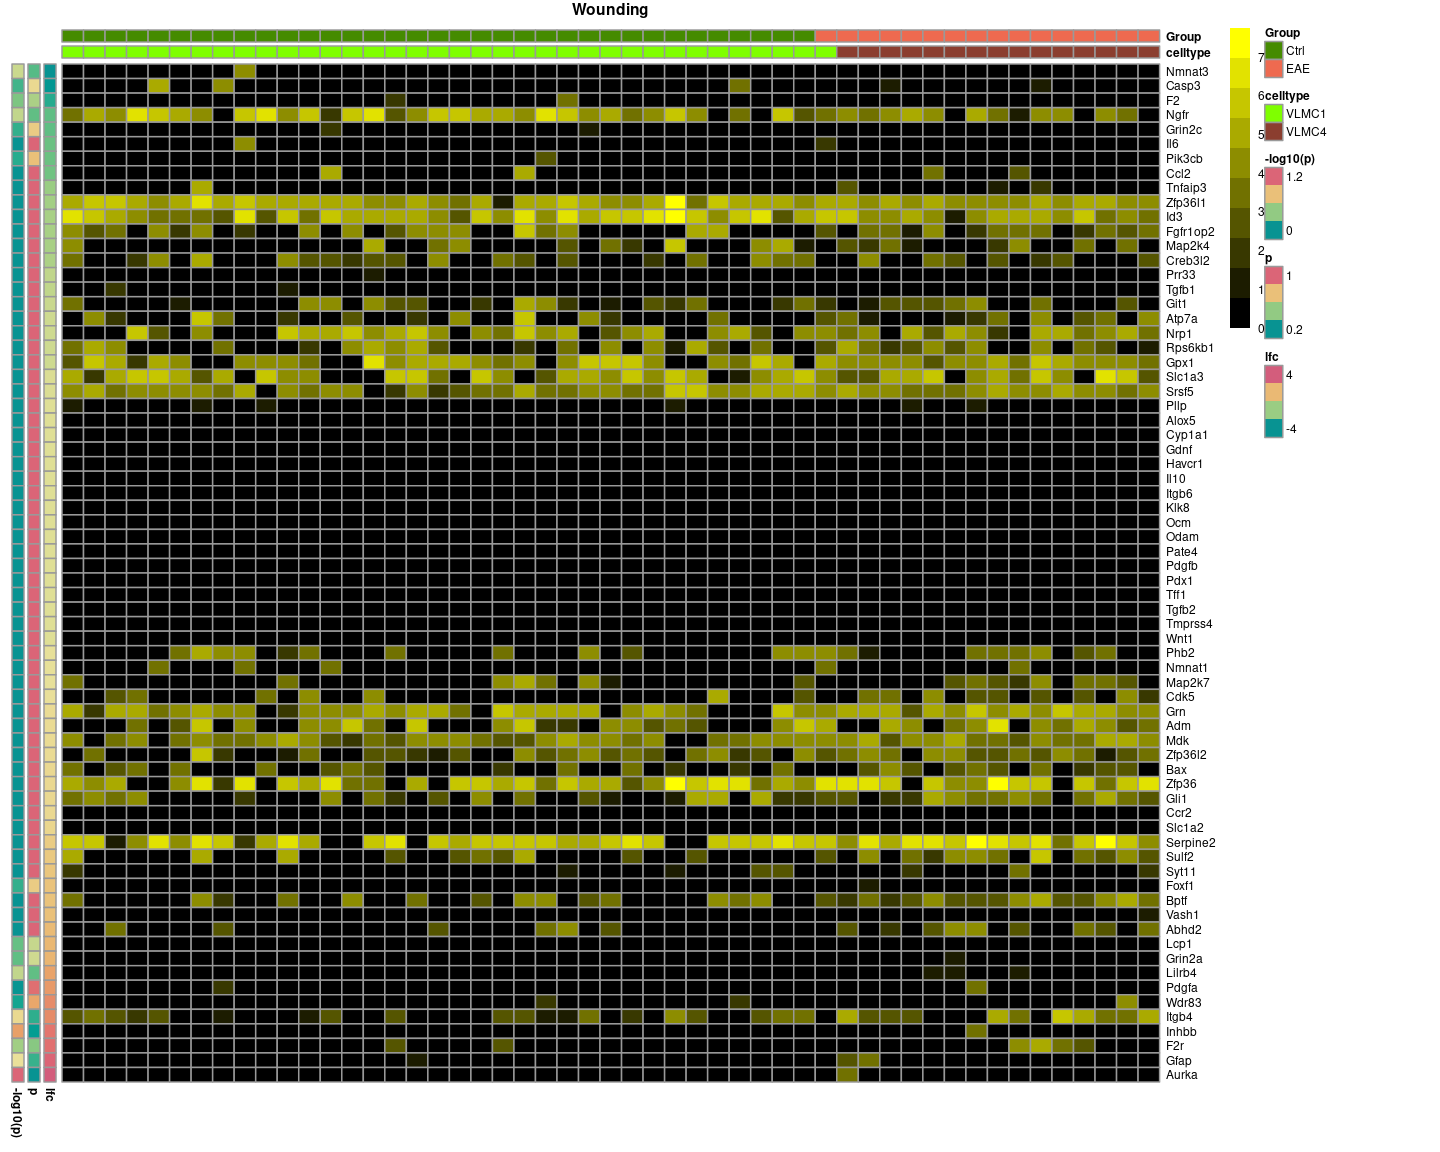 Wounding
Group
celltype
Nmnat3
Casp3
F2
Ngfr
Grin2c
Il6
Pik3cb
Ccl2
Tnfaip3
Zfp36l1
Id3
Fgfr1op2
Map2k4
Creb3l2
Prr33
Tgfb1
Git1
Atp7a
Nrp1
Rps6kb1
Gpx1
Slc1a3
Srsf5
Pllp
Alox5
Cyp1a1
Gdnf
Havcr1
Il10
Itgb6
Klk8
Ocm
Odam
Pate4
Pdgfb
Pdx1
Tff1
Tgfb2
Tmprss4
Wnt1
Phb2
Nmnat1
Map2k7
Cdk5
Grn
Adm
Mdk
Zfp36l2
Bax
Zfp36
Gli1
Ccr2
Slc1a2
Serpine2
Sulf2
Syt11
Foxf1
Bptf
Vash1
Abhd2
Lcp1
Grin2a
Lilrb4
Pdgfa
Wdr83
Itgb4
Inhbb
F2r
Gfap
Aurka
-log10(p)
p
lfc
7
6
5
4
3
2
1
0
Group
Ctrl
EAE
celltype
VLMC1
VLMC4
-log10(p)
1.2
0
p
1
0.2
lfc
4
-4